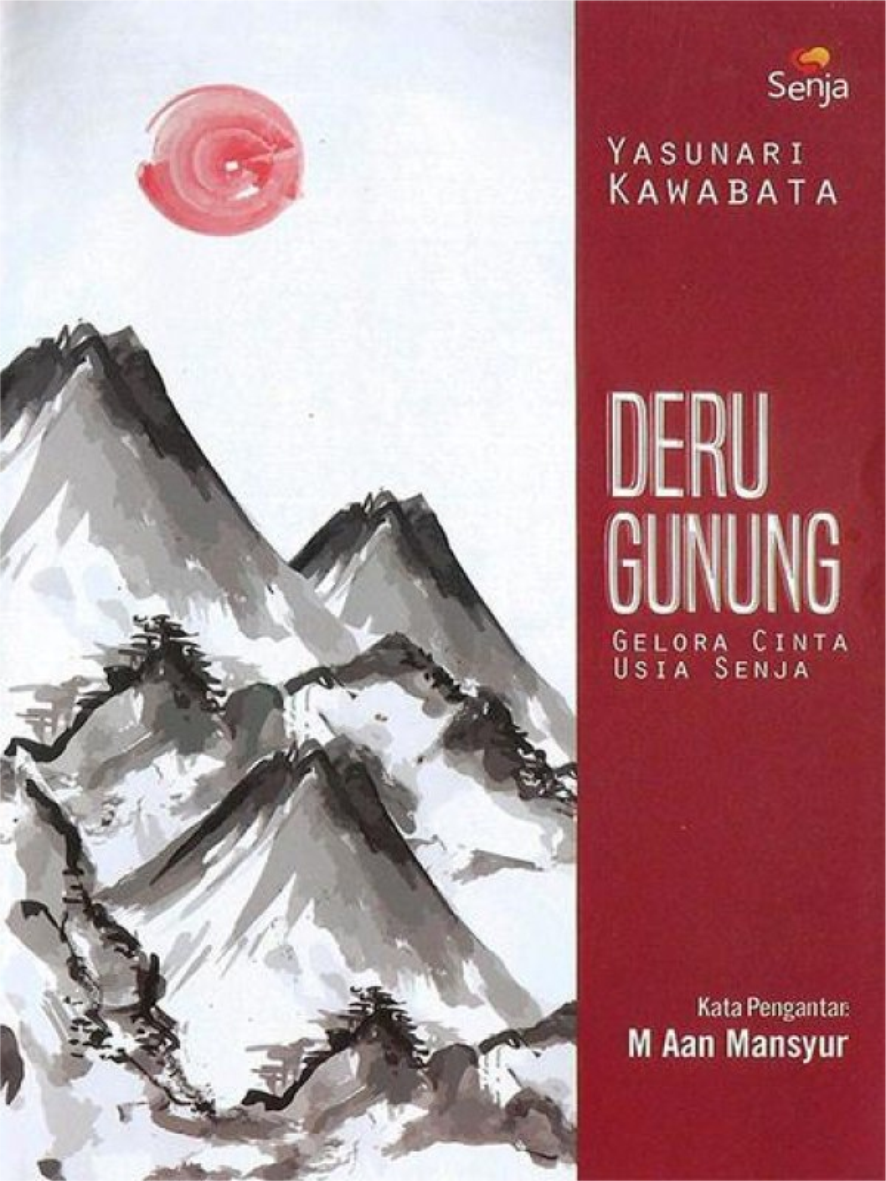 Senja
YASUNARI
KAWABATA
DERU
GUNUNG
GELORA CINTA
USIA SENJA
Kata Pengantar:
M Aan Mansyur